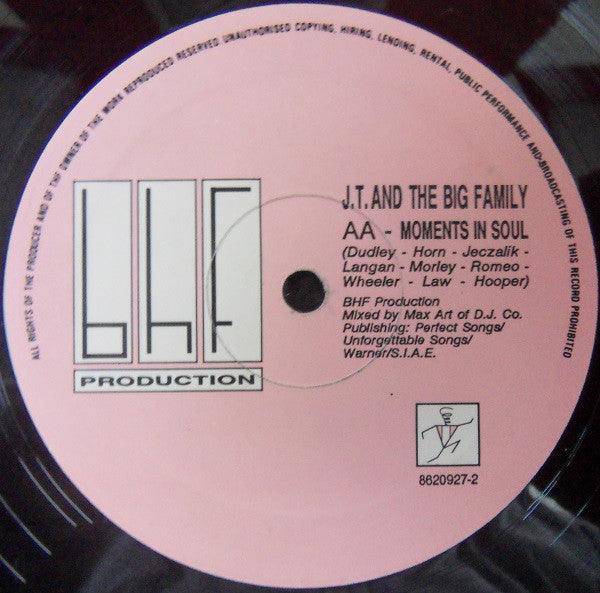 ALL RIGHTS OF THE PRODUCER AND OF THE OWNER OF THE WORK REPRODUCED RESERVED UNAUTHORISED COPYING, HIRING, LENDING, RENTAL, PUBLIC PERFORMANCE AND BROADCASTING OF THIS RECORD PROHIBITED
bhF
PRODUCTION
J.T. AND THE BIG FAMILY
AA - MOMENTS IN SOUL
(Dudley - Horn - Jeczalik -
Langan - Morley - Romeo -
Wheeler - Law - Hooper)
BHF Production
Mixed by Max Art of D.J. Co.
Publishing: Perfect Songs/
Unforgettable Songs/
Warner/S.I.A.E.
8620927-2